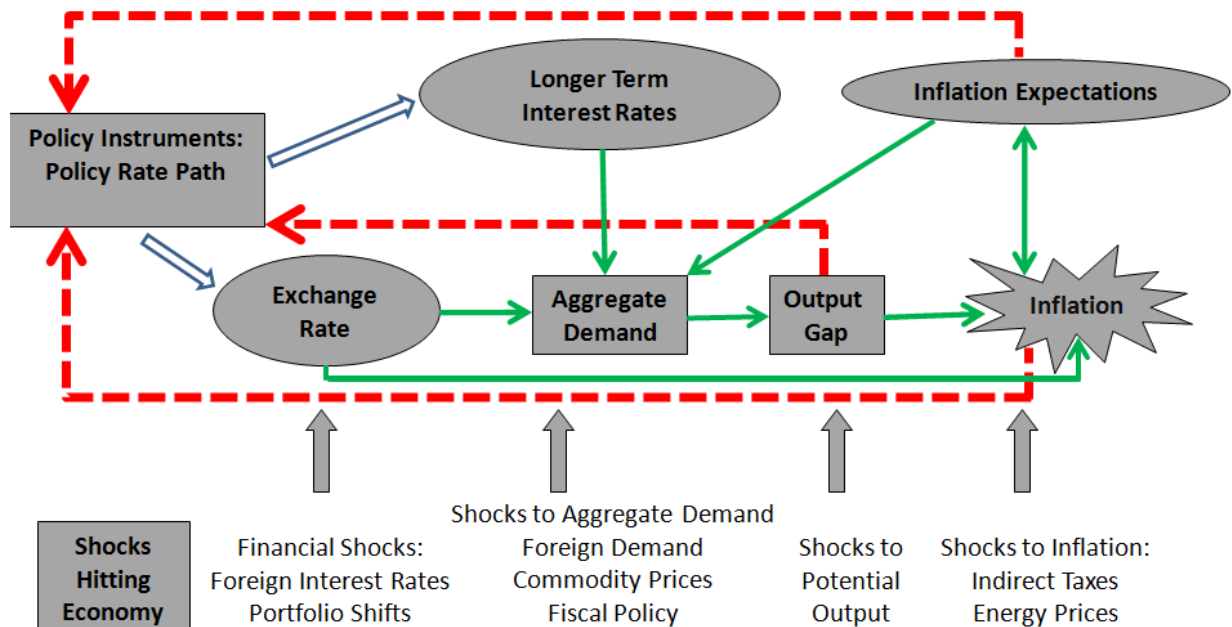 Longer Term
Interest Rates
Inflation Expectations
Policy Instruments:
Policy Rate Path
Exchange
Rate
Aggregate
Demand
Output
Gap
Inflation
Shocks
Hitting
Economy
Financial Shocks:
Foreign Interest Rates
Portfolio Shifts
Shocks to Aggregate Demand
Foreign Demand
Commodity Prices
Fiscal Policy
Shocks to
Potential
Output
Shocks to Inflation:
Indirect Taxes
Energy Prices